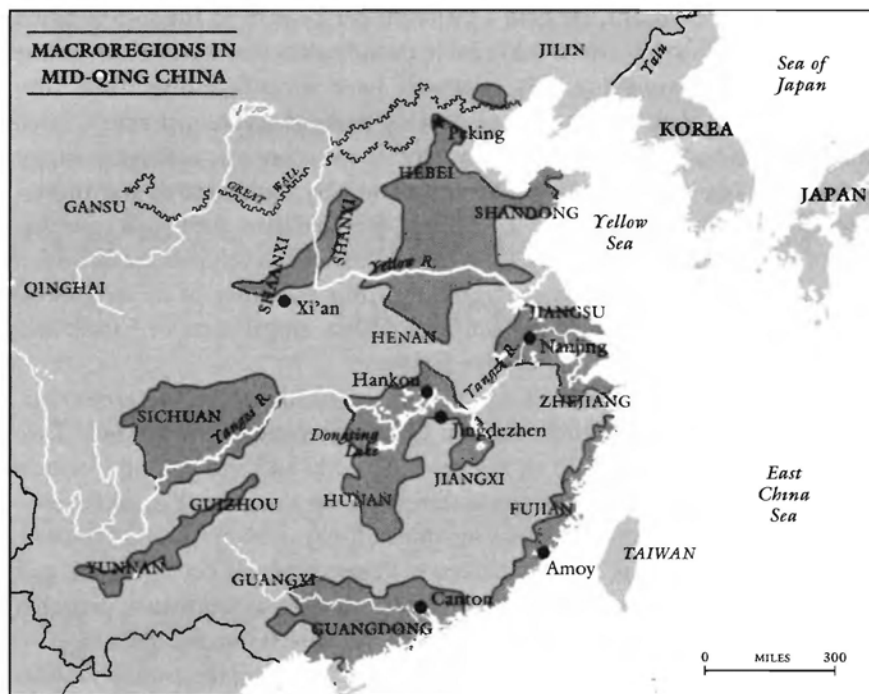 MACROREGIONS IN
MID-QING CHINA
JILIN
Yalu
Sea of
Japan
KOREA
Peking
HEBEI
GREAT WALL
GANSU
SHANDONG
JAPAN
Yellow
Sea
SHAANXI
SHANXI
Yellow R.
QINGHAI
Xi'an
JIANGSU
HENAN
Nanjing
Hankou
Yangzi R.
ZHEJIANG
SICHUAN
Yangzi R.
Dongting
Lake
Jingdezhen
JIANGXI
East
China
Sea
HUNAN
GUIZHOU
FUJIAN
YUNNAN
TAIWAN
Amoy
GUANGXI
Canton
GUANGDONG
0 MILES 300